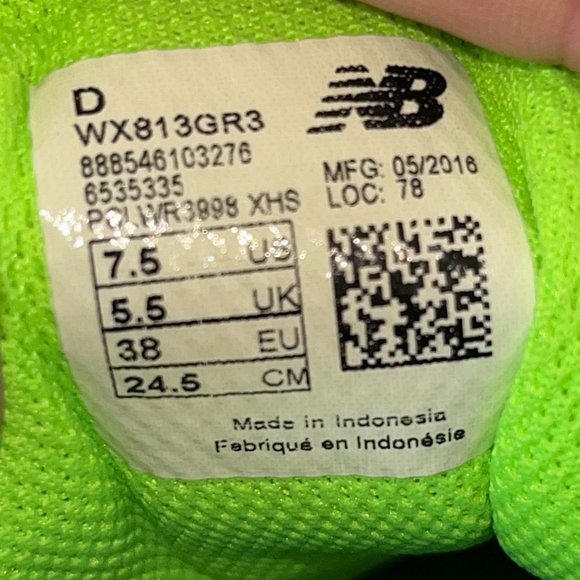 D
WX813GR3
888546103276
6535335
XHS
NB
MFG: 05/2016
LOC: 78
7.5 US
5.5 UK
38 EU
24.5 CM
Made in Indonesia
Fabriqué en Indonésie